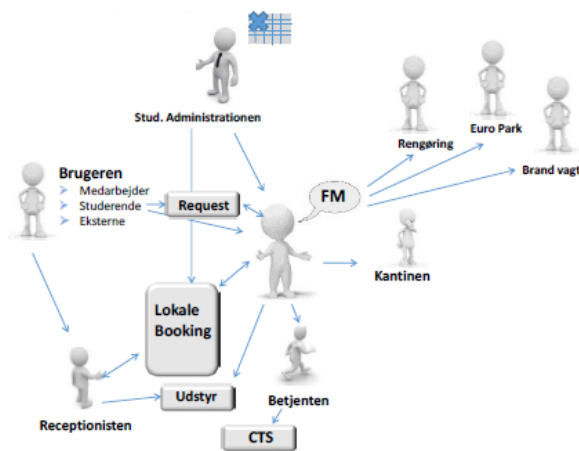 Stud. Administrationen
Rengøring
Euro Park
Brand vagt
Brugeren
Medarbejder
Studerende
Eksterne
Request
FM
Kantinen
Lokale
Booking
Receptionisten
Udstyr
Betjenten
CTS